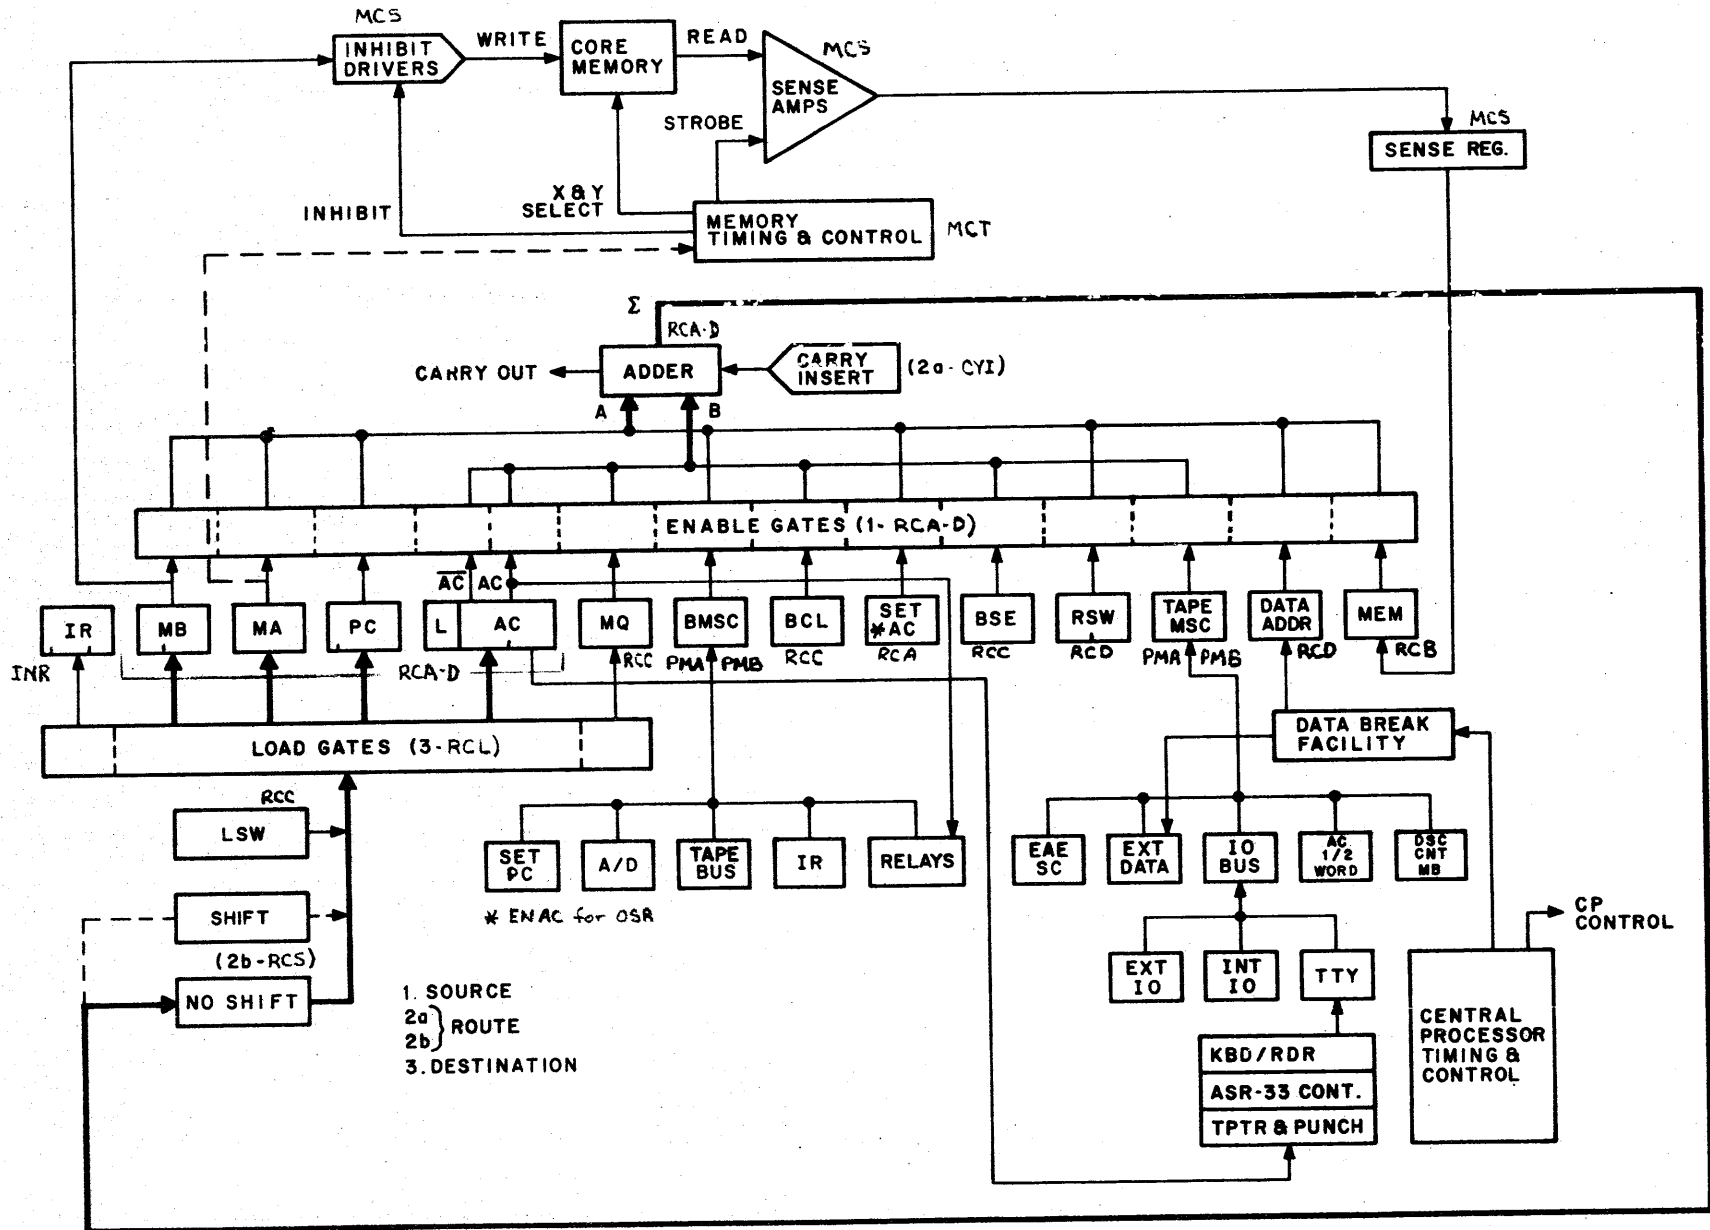 MCS
INHIBIT
DRIVERS
WRITE
CORE
MEMORY
READ
MCS
SENSE
AMPS
STROBE
MCS
SENSE REG.
X & Y
SELECT
INHIBIT
MEMORY
TIMING & CONTROL
MCT
Σ
RCA-D
CARRY OUT
ADDER
CARRY
INSERT
(2a-CYI)
A
B
ENABLE GATES (1-RCA-D)
A̅C̅
AC
IR
MB
MA
PC
L
AC
MQ
BMSC
BCL
SET
*AC
BSE
RSW
TAPE
MSC
DATA
ADDR
MEM
INR
RCA-D
RCC
PMA
PMB
RCC
RCA
RCC
RCD
PMA
PMB
RCD
RCB
LOAD GATES (3-RCL)
DATA BREAK
FACILITY
RCC
LSW
SET
PC
A/D
TAPE
BUS
IR
RELAYS
EAE
SC
EXT
DATA
IO
BUS
AC
1/2
WORD
DSC
CNT
MB
* ENAC for OSR
SHIFT
(2b-RCS)
NO SHIFT
1. SOURCE
2a
2b
ROUTE
3. DESTINATION
EXT
IO
INT
IO
TTY
CP
CONTROL
KBD/RDR
ASR-33 CONT.
TPTR & PUNCH
CENTRAL
PROCESSOR
TIMING &
CONTROL